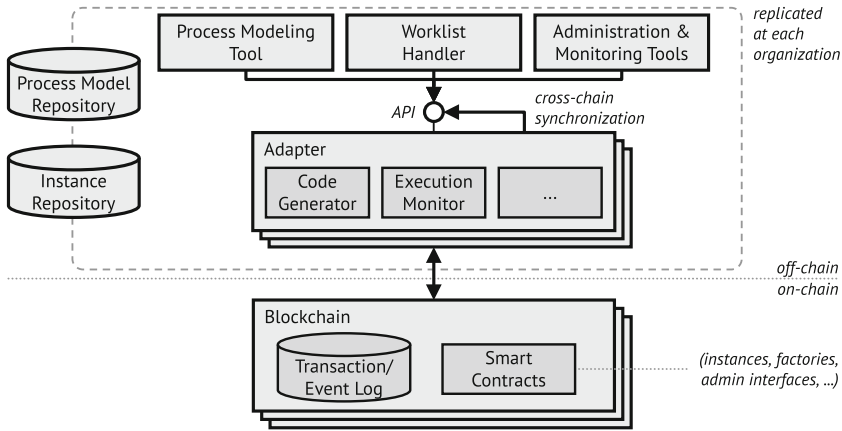 replicated
at each
organization
Process Modeling
Tool
Worklist
Handler
Administration &
Monitoring Tools
Process Model
Repository
API
cross-chain
synchronization
Adapter
Instance
Repository
Code
Generator
Execution
Monitor
...
off-chain
on-chain
Blockchain
Transaction/
Event Log
Smart
Contracts
(instances, factories,
admin interfaces, ...)